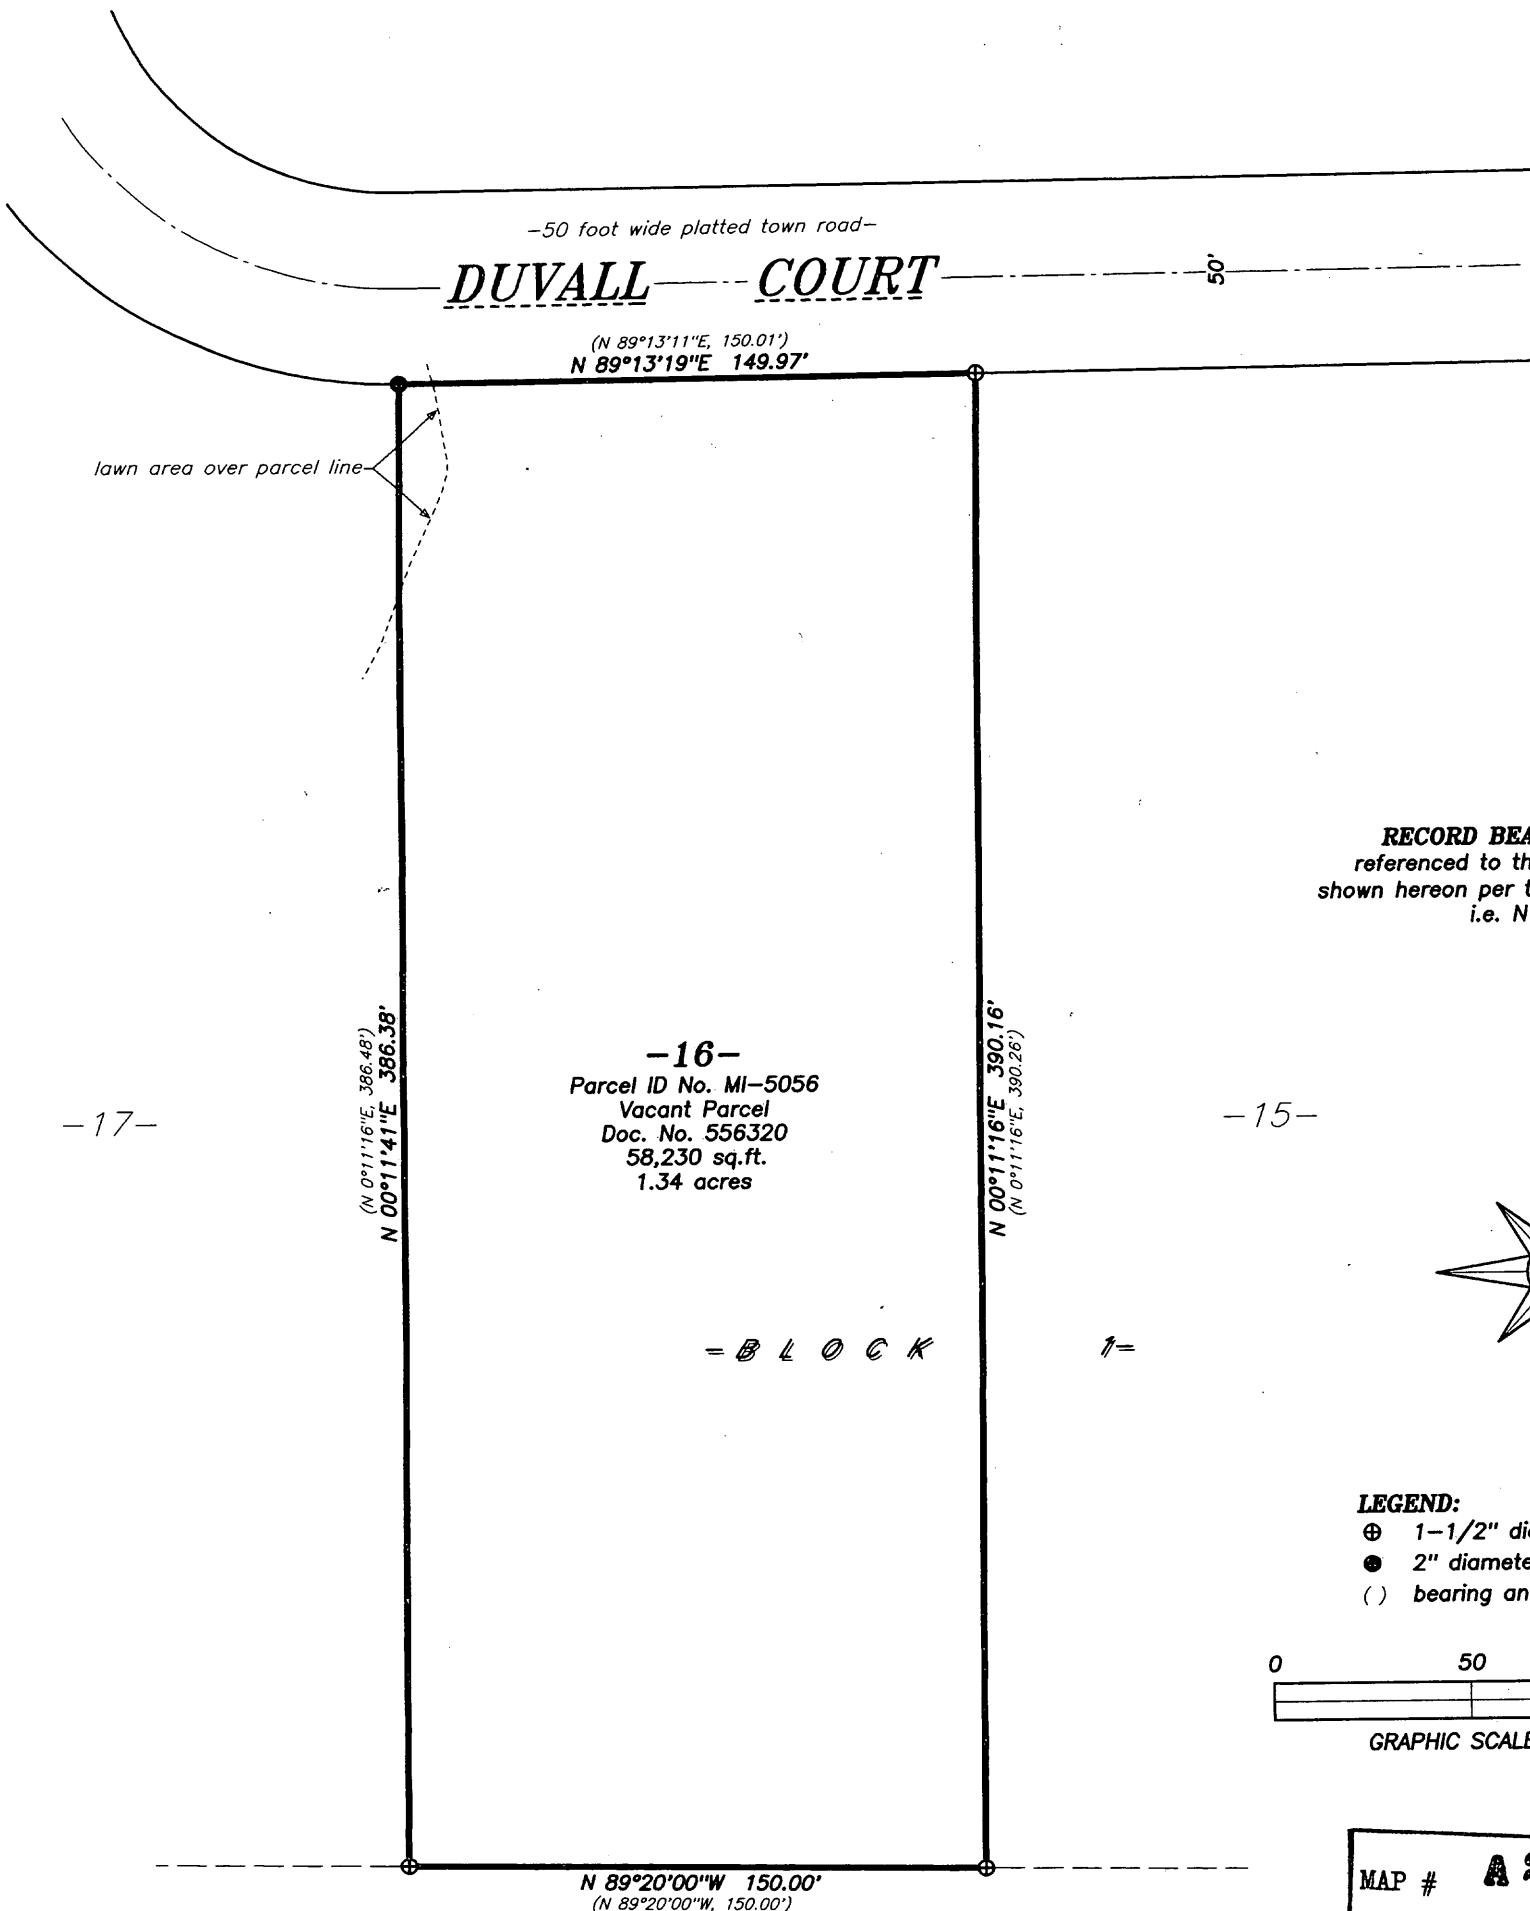 -50 foot wide platted town road-
DUVALL COURT
50'
(N 89°13'11"E, 150.01')
N 89°13'19"E 149.97'
lawn area over parcel line
RECORD BEA
referenced to th
shown hereon per t
i.e. N
(N 0°11'16"E, 386.48')
N 00°11'41"E 386.38'
-16-
Parcel ID No. MI-5056
Vacant Parcel
Doc. No. 556320
58,230 sq.ft.
1.34 acres
N 00°11'16"E 390.16'
(N 0°11'16"E, 390.26')
-17-
-15-
=BLOCK 1=
LEGEND:
⊕ 1-1/2" di
● 2" diamete
( ) bearing an
0 50
GRAPHIC SCALE
MAP # A
N 89°20'00"W 150.00'
(N 89°20'00"W, 150.00')